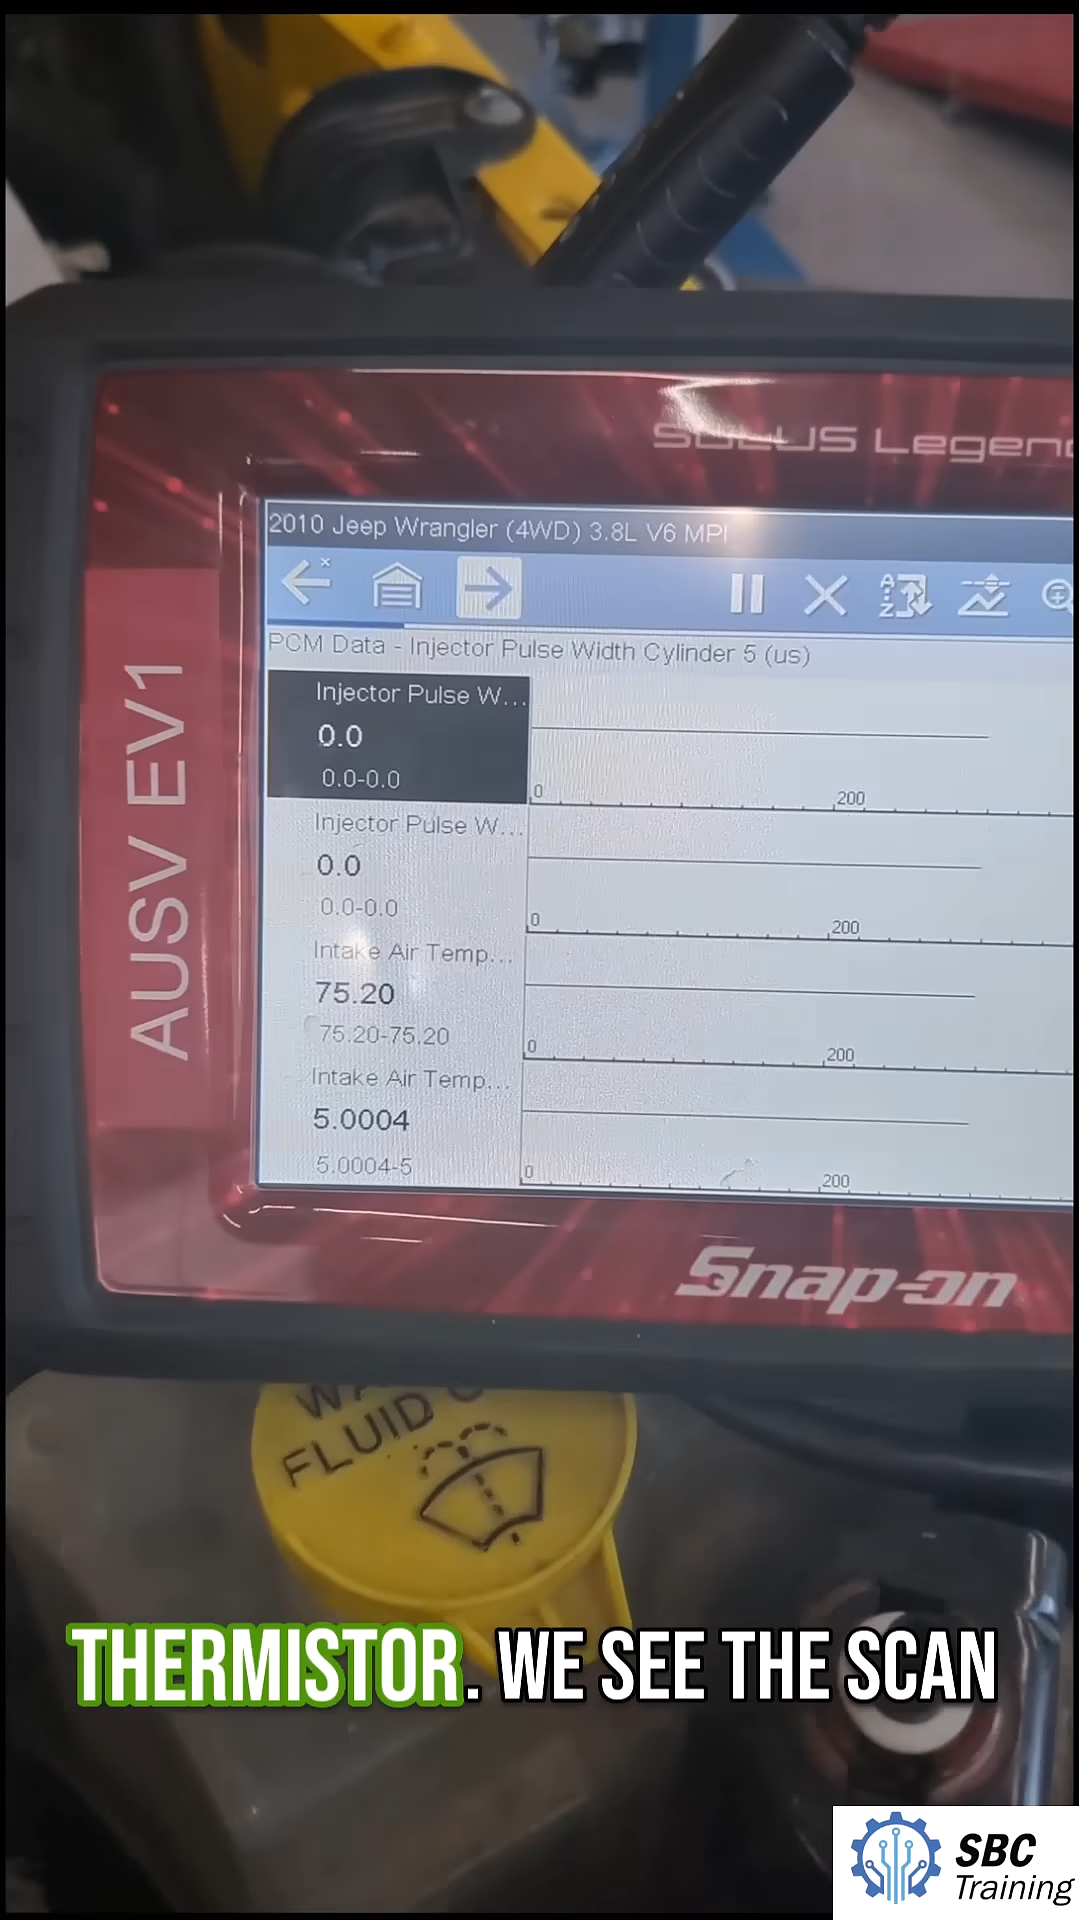 SOLUS Legend
2010 Jeep Wrangler (4WD) 3.8L V6 MPI
PCM Data - Injector Pulse Width Cylinder 5 (us)
Injector Pulse W...
0.0
0.0-0.0
0 200
Injector Pulse W...
0.0
0.0-0.0
0 200
Intake Air Temp...
75.20
75.20-75.20
0 200
Intake Air Temp...
5.0004
5.0004-5
0 200
AUSV EV1
Snap-on
FLUID
THERMISTOR. WE SEE THE SCAN
SBC
Training